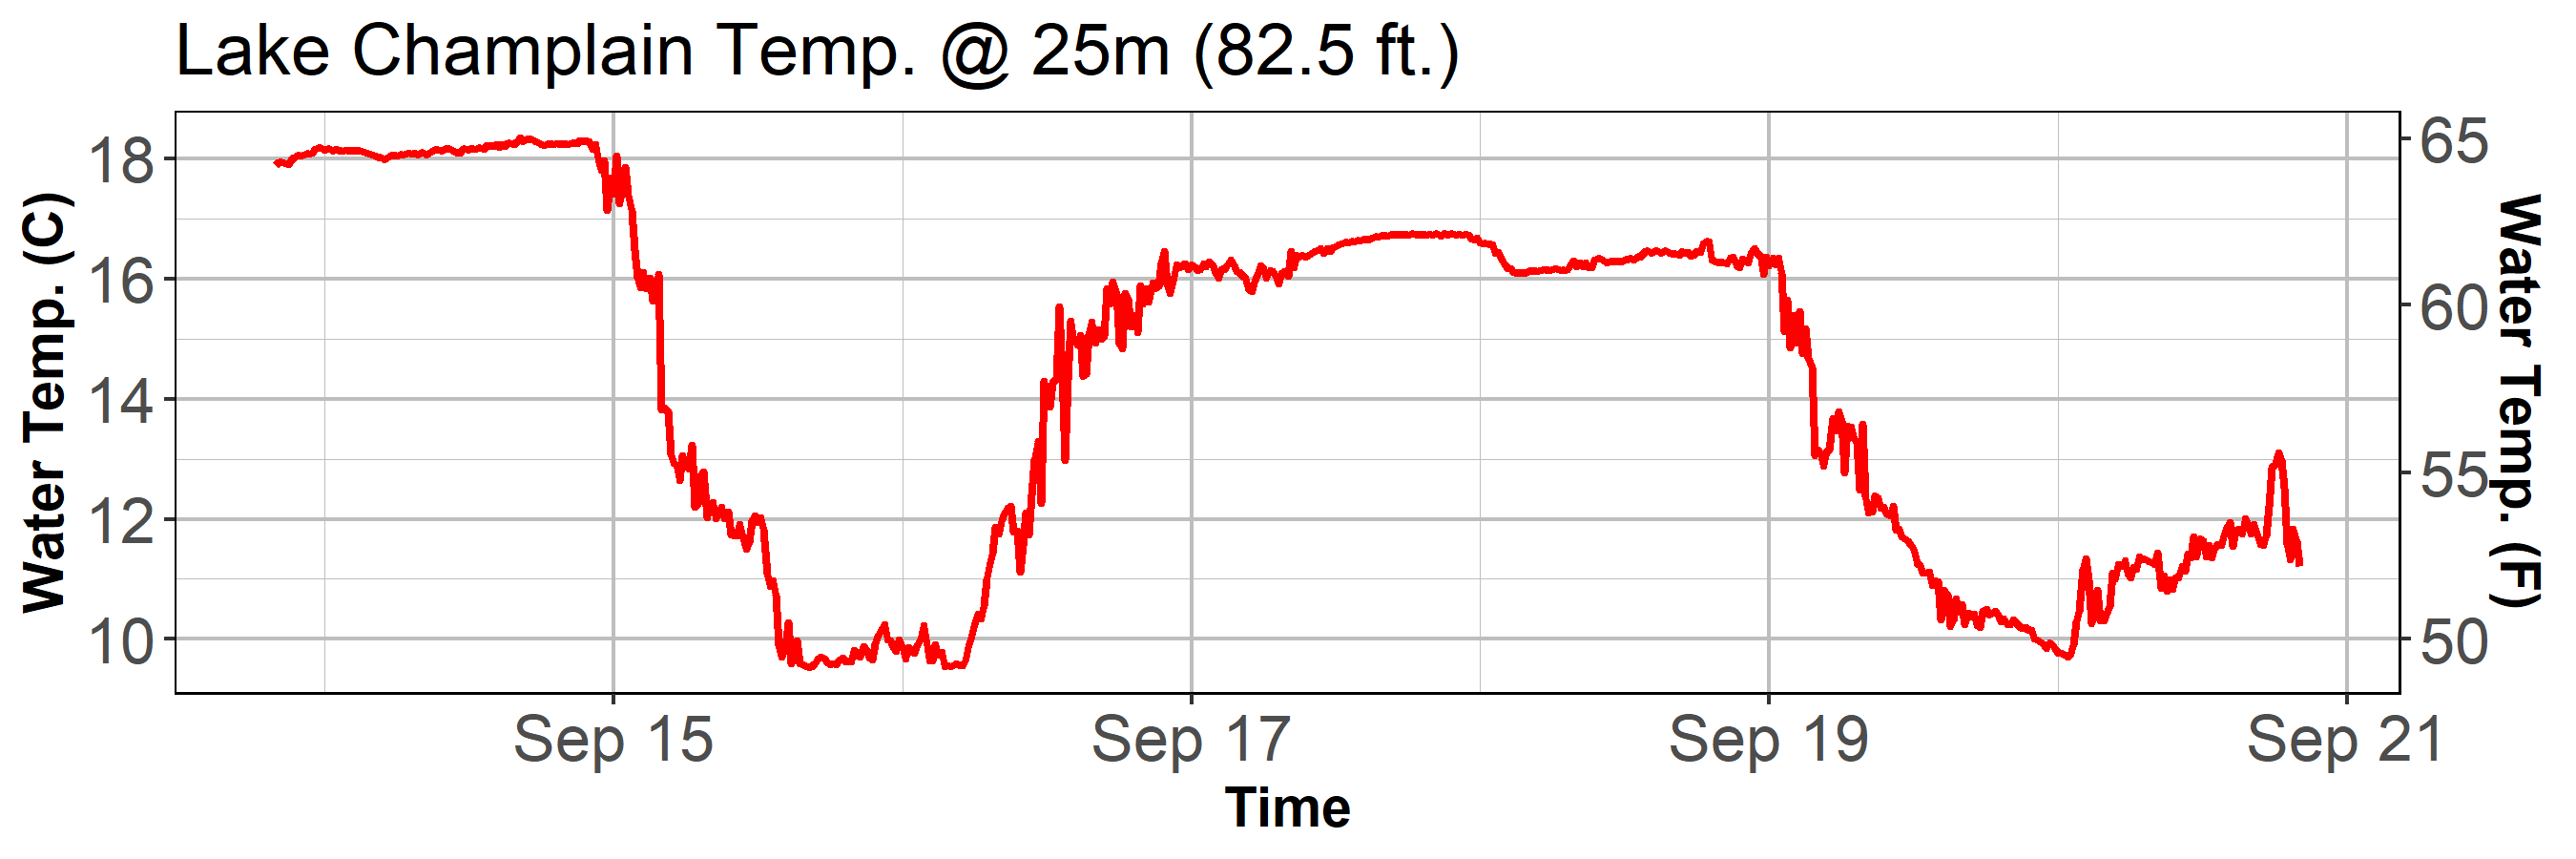 Lake Champlain Temp. @ 25m (82.5 ft.)
Water Temp. (C)
18
16
14
12
10
65
60
55
50
Water Temp. (F)
Sep 15
Sep 17
Sep 19
Sep 21
Time